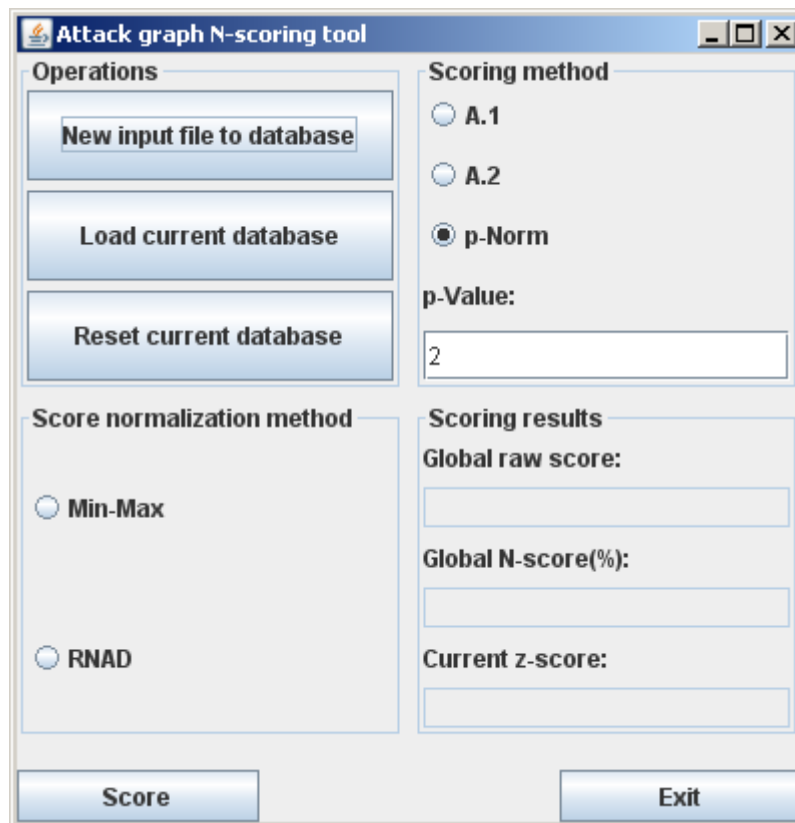 Attack graph N-scoring tool
Operations
New input file to database
Load current database
Reset current database
Scoring method
A.1
A.2
p-Norm
p-Value:
2
Score normalization method
Min-Max
RNAD
Scoring results
Global raw score:
Global N-score(%):
Current z-score:
Score
Exit